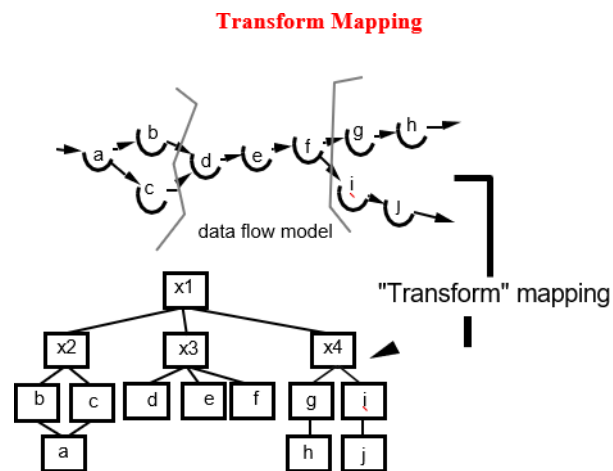 Transform Mapping
b
g
h
a
d
e
f
c
i
j
data flow model
x1
"Transform" mapping
x2
x3
x4
b
c
d
e
f
g
i
a
h
j